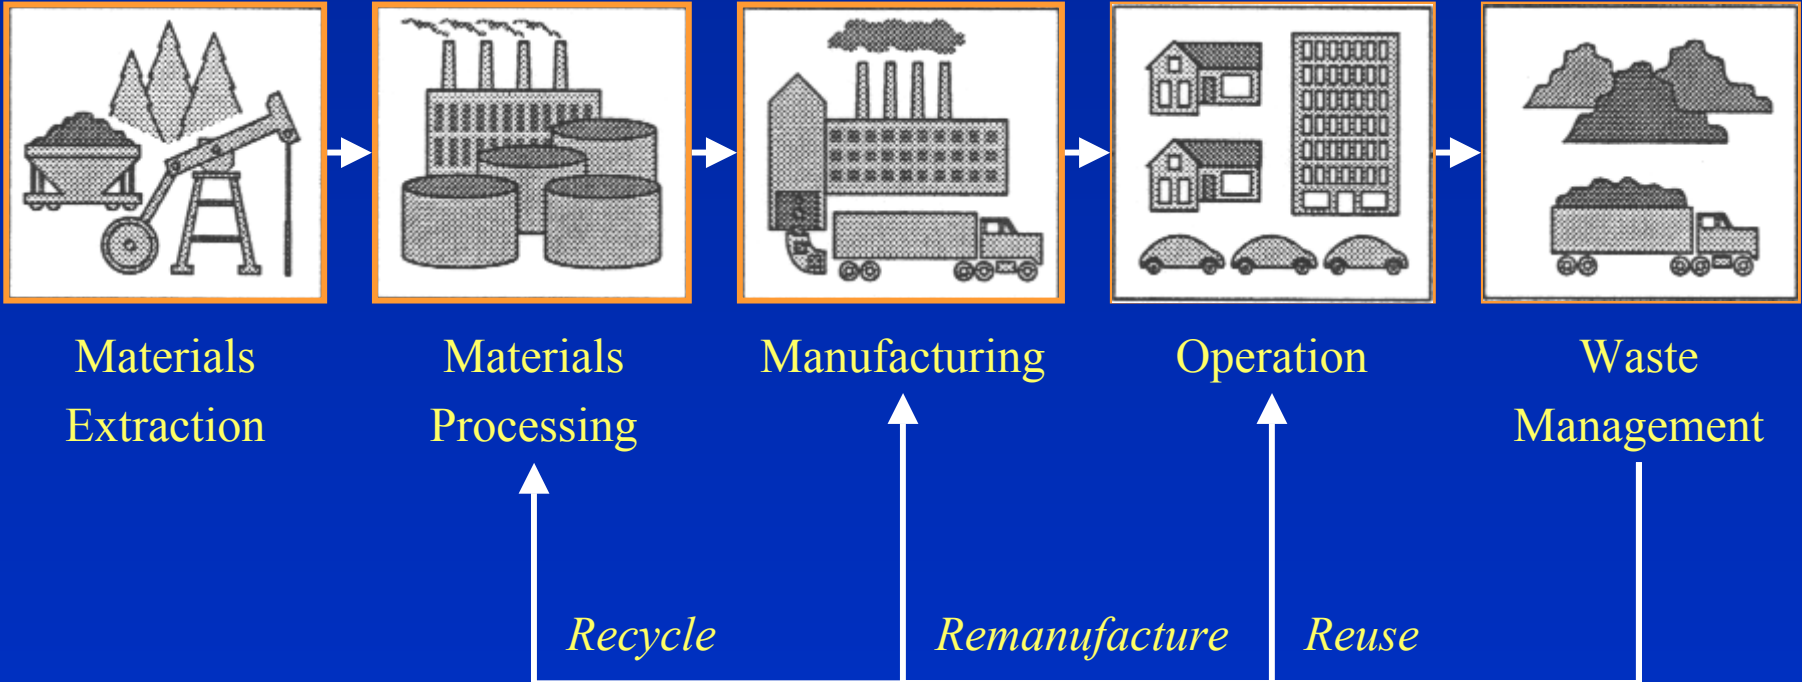 Materials
Extraction
Materials
Processing
Manufacturing
Operation
Waste
Management
Recycle
Remanufacture
Reuse